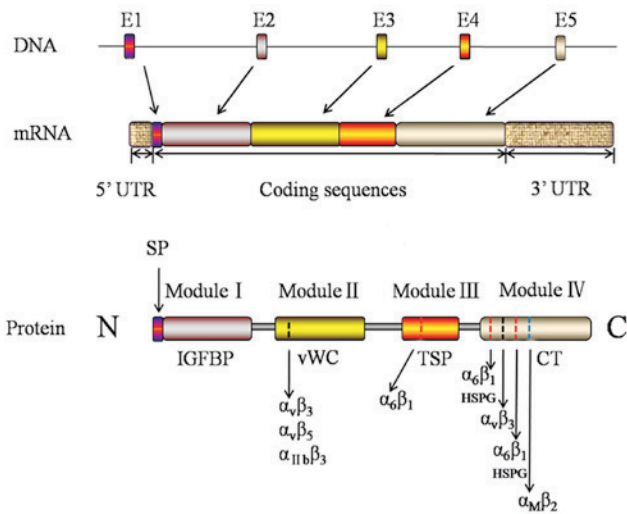 E1 E2 E3 E4 E5
DNA
mRNA
5' UTR Coding sequences 3' UTR
SP
Module I Module II Module III Module IV
Protein N C
IGFBP vWC TSP CT
α₆β₁
HSPG
αᵥβ₃
α₆β₁
αᵥβ₃
αᵥβ₅
α₆β₁
HSPG
αIIbβ₃
αMβ₂